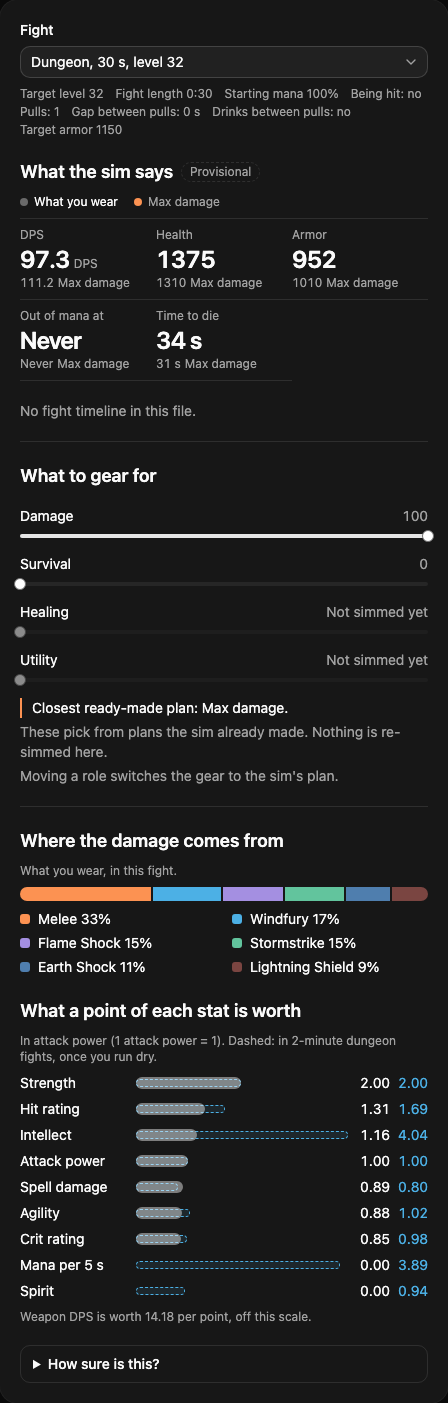 Fight
Dungeon, 30 s, level 32
Target level 32 Fight length 0:30 Starting mana 100% Being hit: no
Pulls: 1 Gap between pulls: 0 s Drinks between pulls: no
Target armor 1150
What the sim says Provisional
What you wear Max damage
DPS Health Armor
97.3 DPS 1375 952
111.2 Max damage 1310 Max damage 1010 Max damage
Out of mana at Time to die
Never 34 s
Never Max damage 31 s Max damage
No fight timeline in this file.
What to gear for
Damage 100
Survival 0
Healing Not simmed yet
Utility Not simmed yet
Closest ready-made plan: Max damage.
These pick from plans the sim already made. Nothing is re-
simmed here.
Moving a role switches the gear to the sim's plan.
Where the damage comes from
What you wear, in this fight.
Melee 33% Windfury 17%
Flame Shock 15% Stormstrike 15%
Earth Shock 11% Lightning Shield 9%
What a point of each stat is worth
In attack power (1 attack power = 1). Dashed: in 2-minute dungeon
fights, once you run dry.
Strength 2.00 2.00
Hit rating 1.31 1.69
Intellect 1.16 4.04
Attack power 1.00 1.00
Spell damage 0.89 0.80
Agility 0.88 1.02
Crit rating 0.85 0.98
Mana per 5 s 0.00 3.89
Spirit 0.00 0.94
Weapon DPS is worth 14.18 per point, off this scale.
How sure is this?